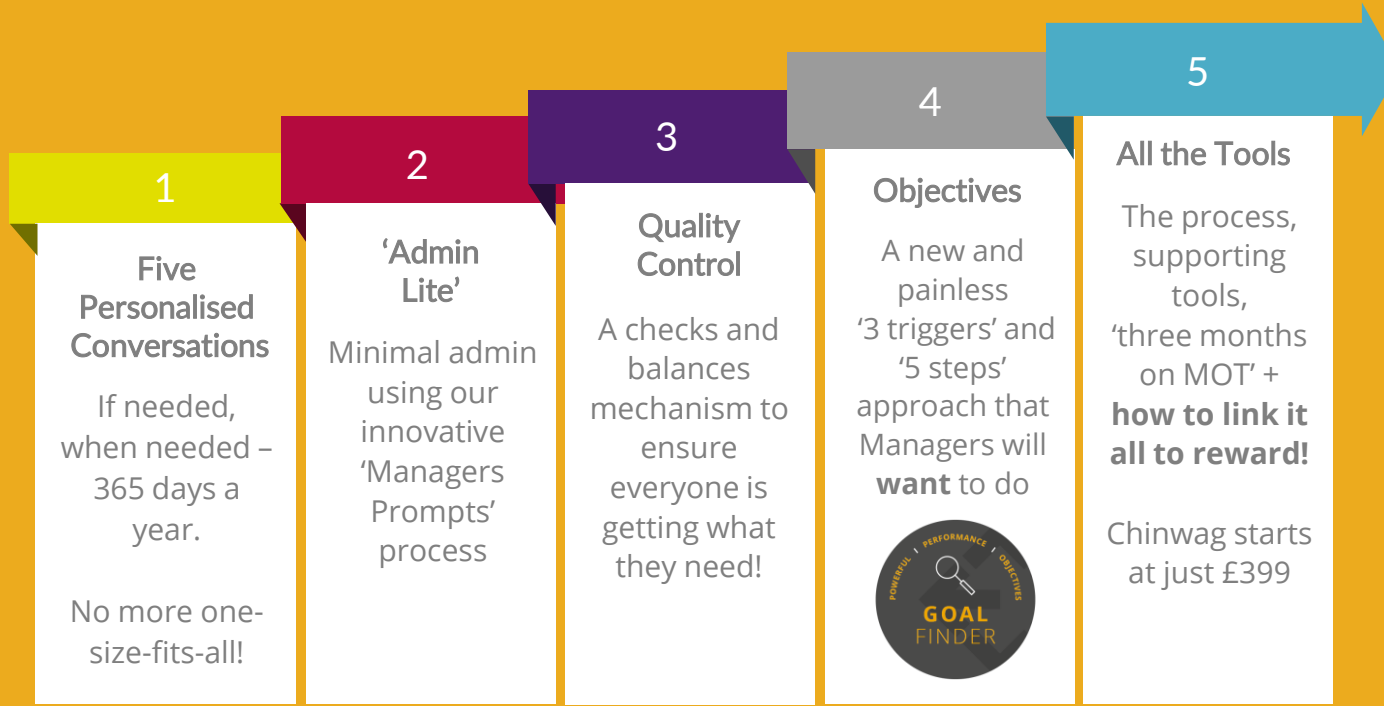 1
Five
Personalised
Conversations
If needed,
when needed –
365 days a
year.
No more one-
size-fits-all!
2
‘Admin
Lite’
Minimal admin
using our
innovative
‘Managers
Prompts’
process
3
Quality
Control
A checks and
balances
mechanism to
ensure
everyone is
getting what
they need!
4
Objectives
A new and
painless
‘3 triggers’ and
‘5 steps’
approach that
Managers will
want to do
POWERFUL PERFORMANCE OBJECTIVES
GOAL
FINDER
5
All the Tools
The process,
supporting
tools,
‘three months
on MOT’ +
how to link it
all to reward!
Chinwag starts
at just £399